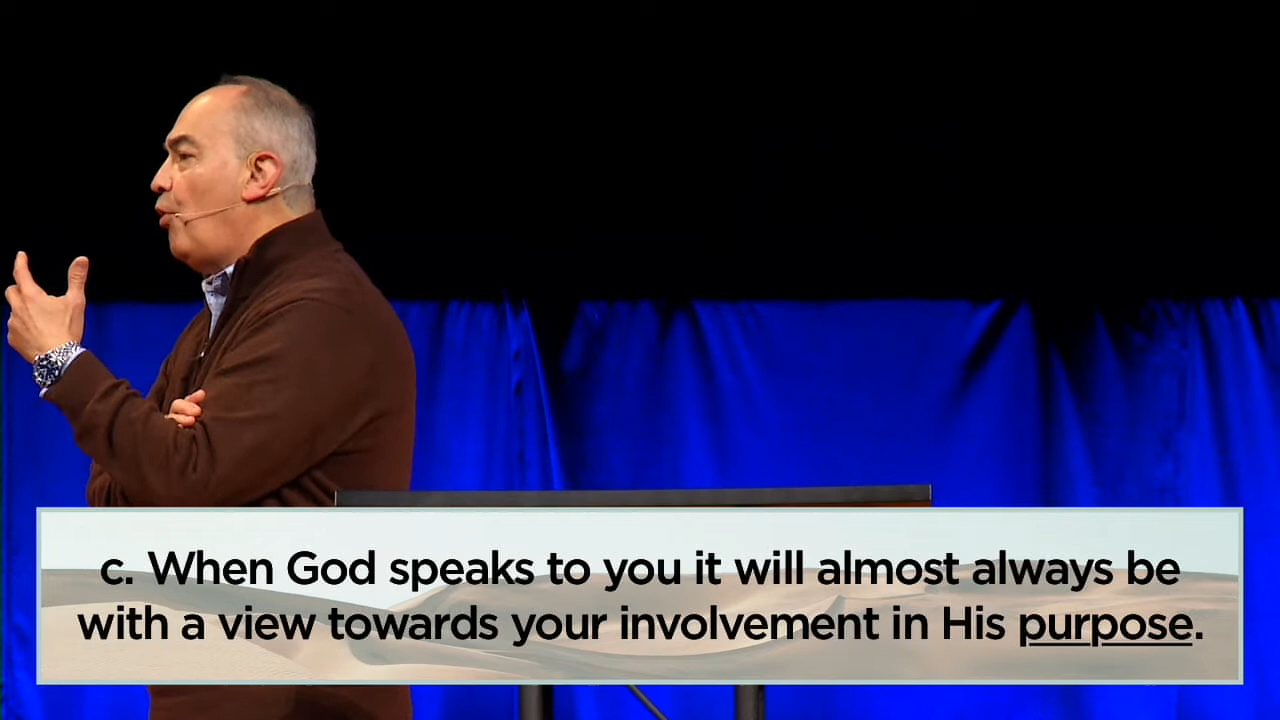 c. When God speaks to you it will almost always be
with a view towards your involvement in His purpose.